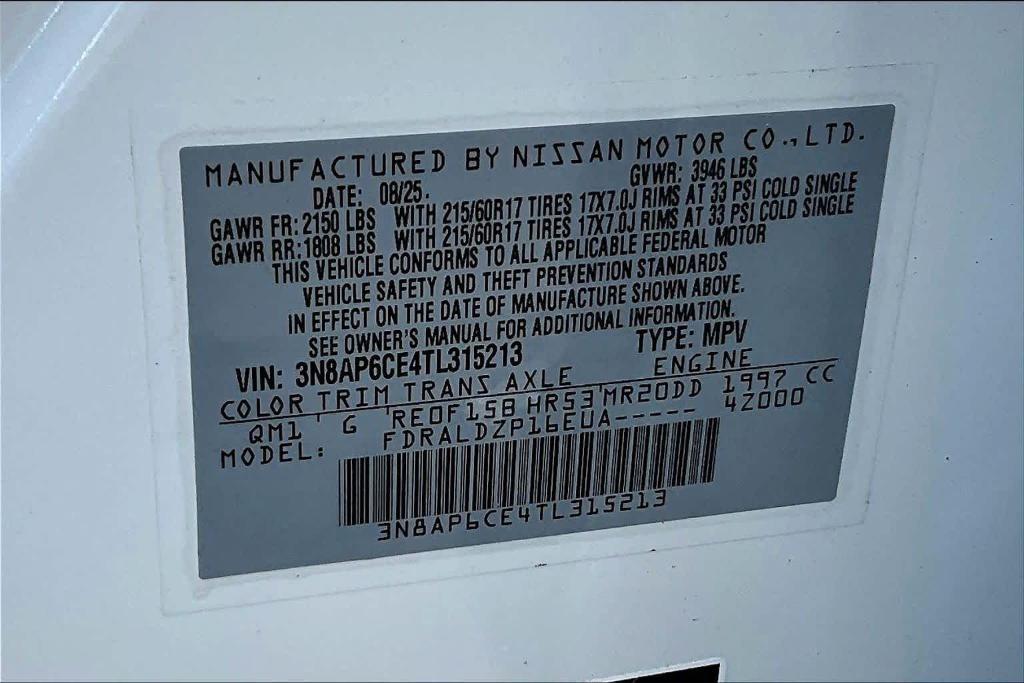 MANUFACTURED BY NISSAN MOTOR CO., LTD.
DATE: 08/25. GVWR: 3946 LBS
GAWR FR: 2150 LBS WITH 215/60R17 TIRES 17X7.0J RIMS AT 33 PSI COLD SINGLE
GAWR RR: 1808 LBS WITH 215/60R17 TIRES 17X7.0J RIMS AT 33 PSI COLD SINGLE
THIS VEHICLE CONFORMS TO ALL APPLICABLE FEDERAL MOTOR
VEHICLE SAFETY AND THEFT PREVENTION STANDARDS
IN EFFECT ON THE DATE OF MANUFACTURE SHOWN ABOVE.
SEE OWNER'S MANUAL FOR ADDITIONAL INFORMATION.
VIN: 3N8AP6CE4TL315213 TYPE: MPV
COLOR TRIM TRANS AXLE ENGINE
QM1 G RE0F15B HR53 MR20DD 1997 CC
MODEL: FDRALDZP16EUA----- 42000
3N8AP6CE4TL315213